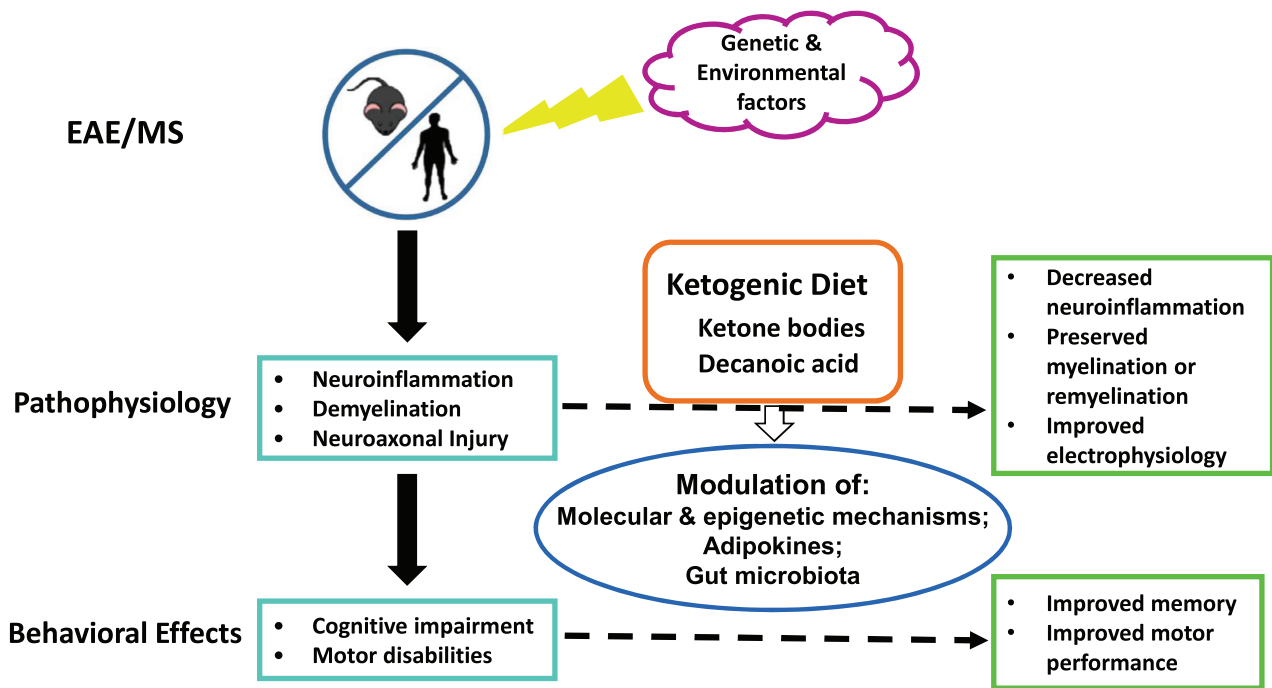 Genetic &
Environmental
factors
EAE/MS
Ketogenic Diet
Ketone bodies
Decanoic acid
• Decreased
neuroinflammation
• Preserved
myelination or
remyelination
• Improved
electrophysiology
Pathophysiology
• Neuroinflammation
• Demyelination
• Neuroaxonal Injury
Modulation of:
Molecular & epigenetic mechanisms;
Adipokines;
Gut microbiota
Behavioral Effects
• Cognitive impairment
• Motor disabilities
• Improved memory
• Improved motor
performance